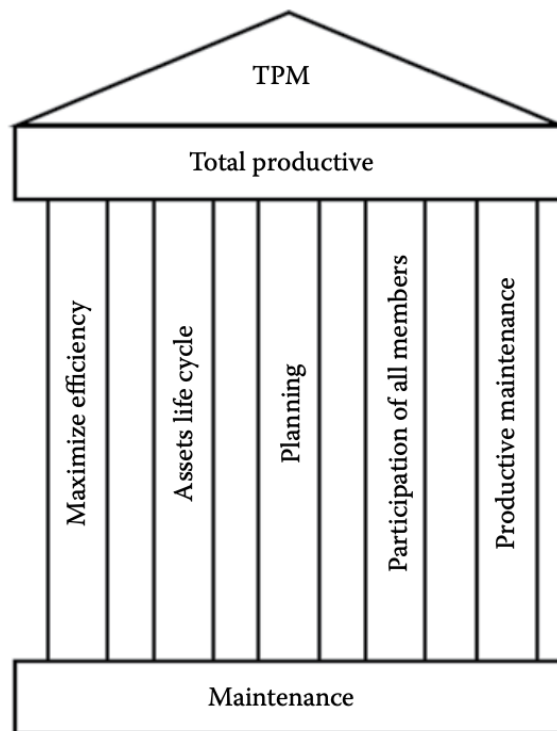 TPM
Total productive
Maximize efficiency
Assets life cycle
Planning
Participation of all members
Productive maintenance
Maintenance